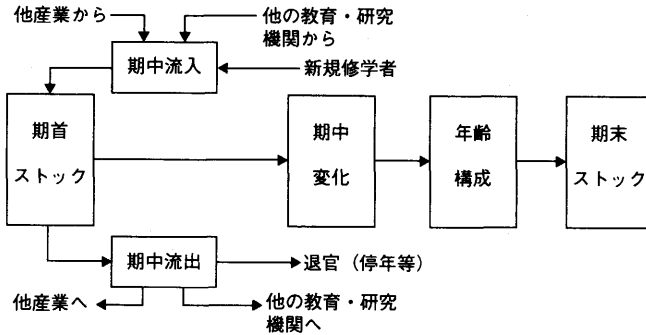 他産業から
他の教育・研究
機関から
期中流入
新規修学者
期首
ストック
期中
変化
年齢
構成
期末
ストック
期中流出
退官（停年等）
他産業へ
他の教育・研究
機関へ